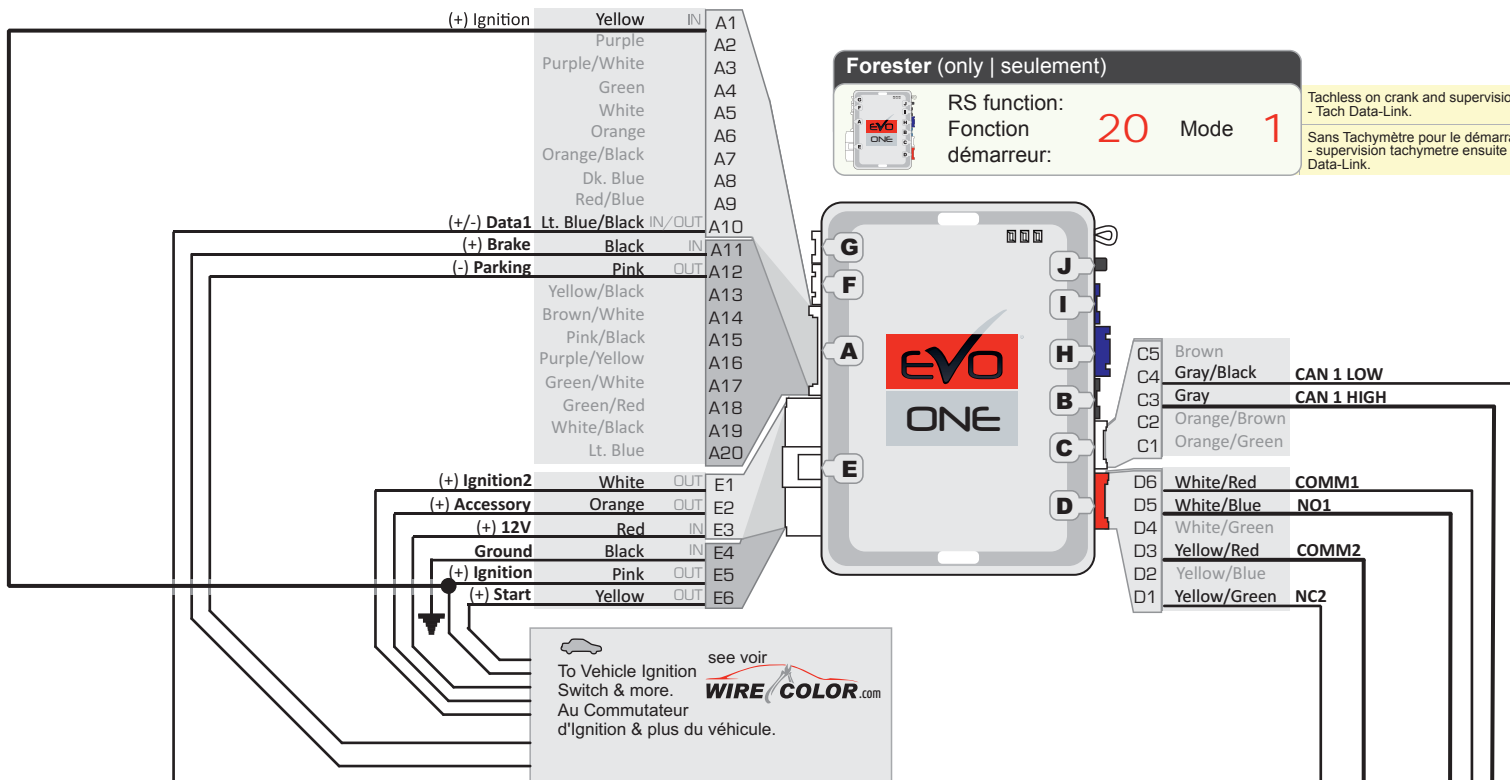 (+) Ignition Yellow IN A1
Purple A2
Purple/White A3
Green A4
White A5
Orange A6
Orange/Black A7
Dk. Blue A8
Red/Blue A9
(+/-) Data1 Lt. Blue/Black IN/OUT A10
(+) Brake Black IN A11
(-) Parking Pink OUT A12
Yellow/Black A13
Brown/White A14
Pink/Black A15
Purple/Yellow A16
Green/White A17
Green/Red A18
White/Black A19
Lt. Blue A20
(+) Ignition2 White OUT E1
(+) Accessory Orange OUT E2
(+) 12V Red IN E3
Ground Black IN E4
(+) Ignition Pink OUT E5
(+) Start Yellow OUT E6
To Vehicle Ignition
Switch & more.
Au Commutateur
d'Ignition & plus du véhicule.
see voir
WIRE COLOR.com
Forester (only | seulement)
RS function:
Fonction
démarreur:
20 Mode 1
EVO
ONE
Tachless on crank and supervisio
- Tach Data-Link.
Sans Tachymètre pour le démarra
- supervision tachymetre ensuite
Data-Link.
G
F
A
E
J
I
H
B
C
D
EVO
ONE
C5 Brown
C4 Gray/Black CAN 1 LOW
C3 Gray CAN 1 HIGH
C2 Orange/Brown
C1 Orange/Green
D6 White/Red COMM1
D5 White/Blue NO1
D4 White/Green
D3 Yellow/Red COMM2
D2 Yellow/Blue
D1 Yellow/Green NC2